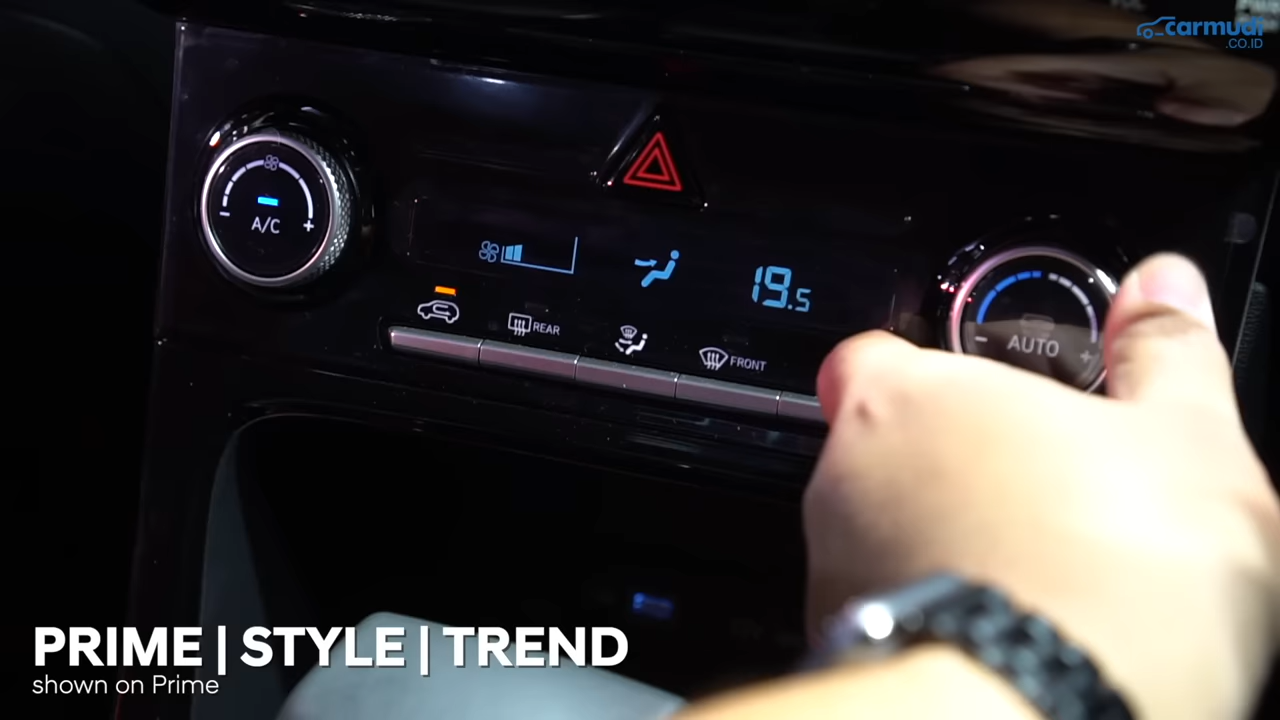 carmudi
.CO.ID
A/C
- +
19.5
REAR
FRONT
AUTO
- +
PRIME | STYLE | TREND
shown on Prime